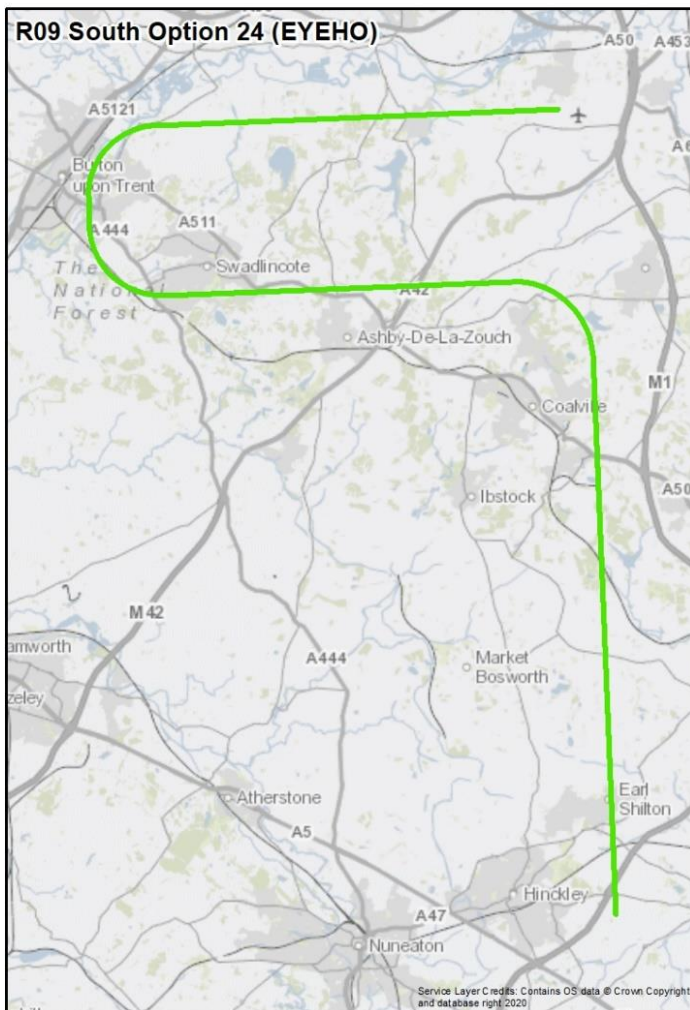 R09 South Option 24 (EYEHO)
A50
A453
A5121
Burton
upon Trent
A511
A444
The
National
Forest
Swadlincote
A42
Ashby-De-La-Zouch
M1
Coalville
A50
Ibstock
M 42
amworth
A444
Market
Bosworth
zeley
Atherstone
Earl
Shilton
A5
Hinckley
A47
Nuneaton
Service Layer Credits: Contains OS data © Crown Copyright
and database right 2020